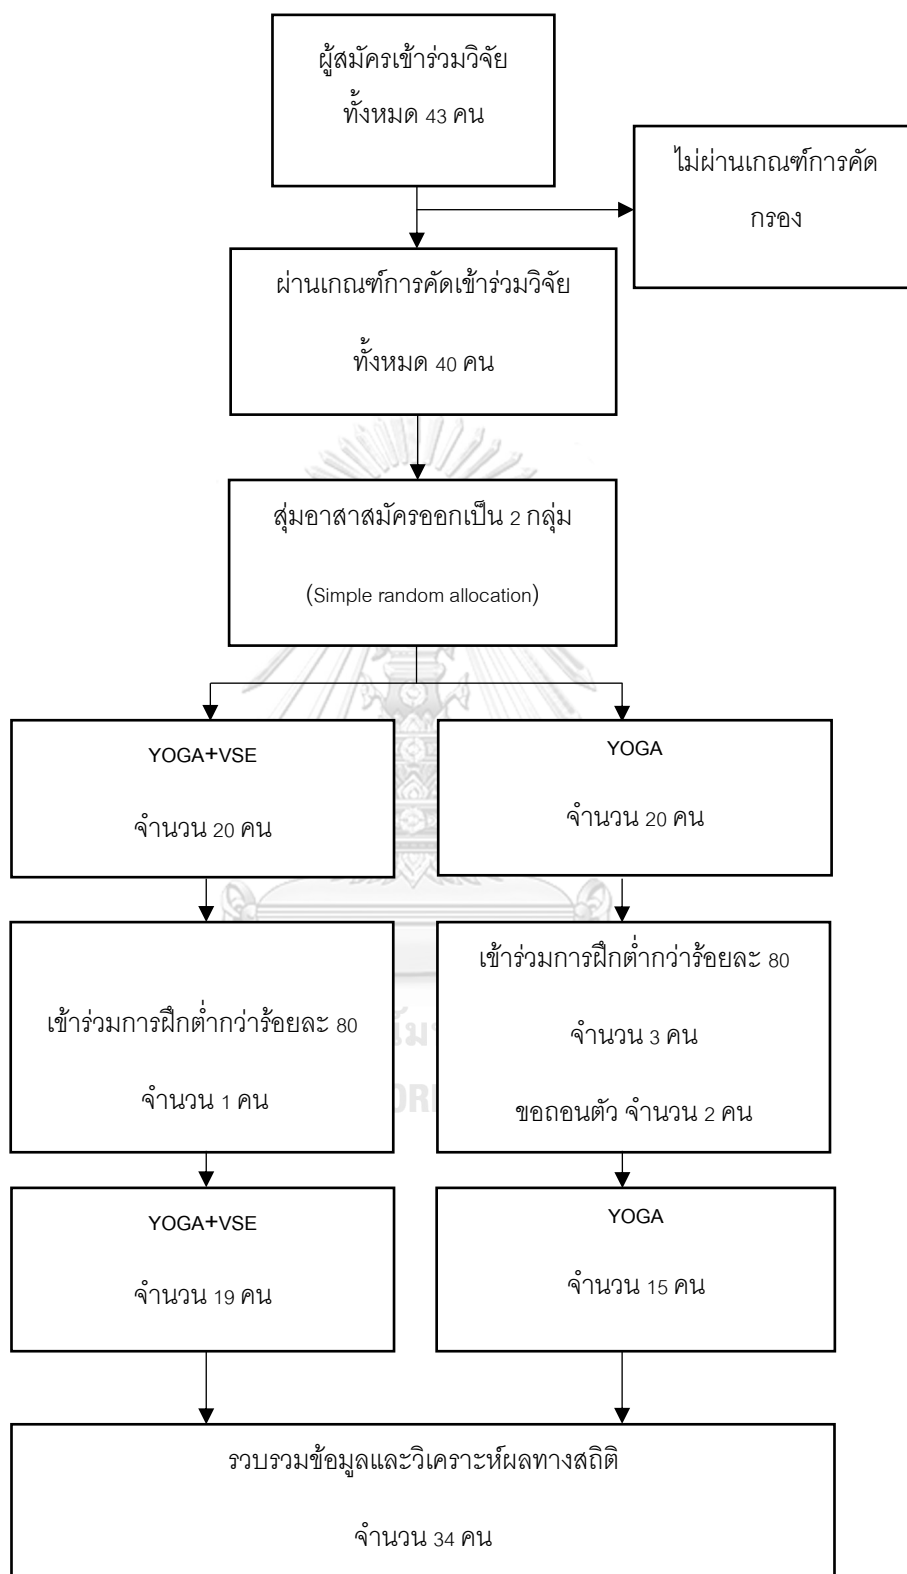 ผู้สมัครเข้าร่วมวิจัย
ทั้งหมด 43 คน
ไม่ผ่านเกณฑ์การคัด
กรอง
ผ่านเกณฑ์การคัดเข้าร่วมวิจัย
ทั้งหมด 40 คน
สุ่มอาสาสมัครออกเป็น 2 กลุ่ม
(Simple random allocation)
YOGA+VSE
จำนวน 20 คน
YOGA
จำนวน 20 คน
เข้าร่วมการฝึกต่ำกว่าร้อยละ 80
จำนวน 1 คน
เข้าร่วมการฝึกต่ำกว่าร้อยละ 80
จำนวน 3 คน
ขอถอนตัว จำนวน 2 คน
YOGA+VSE
จำนวน 19 คน
YOGA
จำนวน 15 คน
รวบรวมข้อมูลและวิเคราะห์ผลทางสถิติ
จำนวน 34 คน